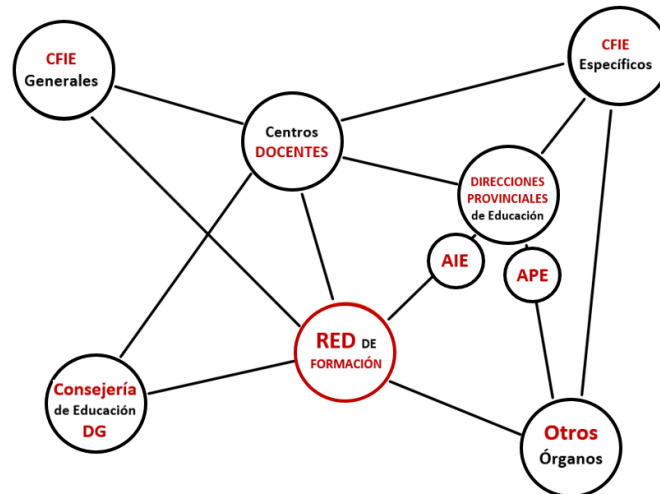 CFIE
Generales
CFIE
Específicos
Centros
DOCENTES
DIRECCIONES
PROVINCIALES
de Educación
AIE
APE
RED DE
FORMACIÓN
Consejería
de Educación
DG
Otros
Órganos